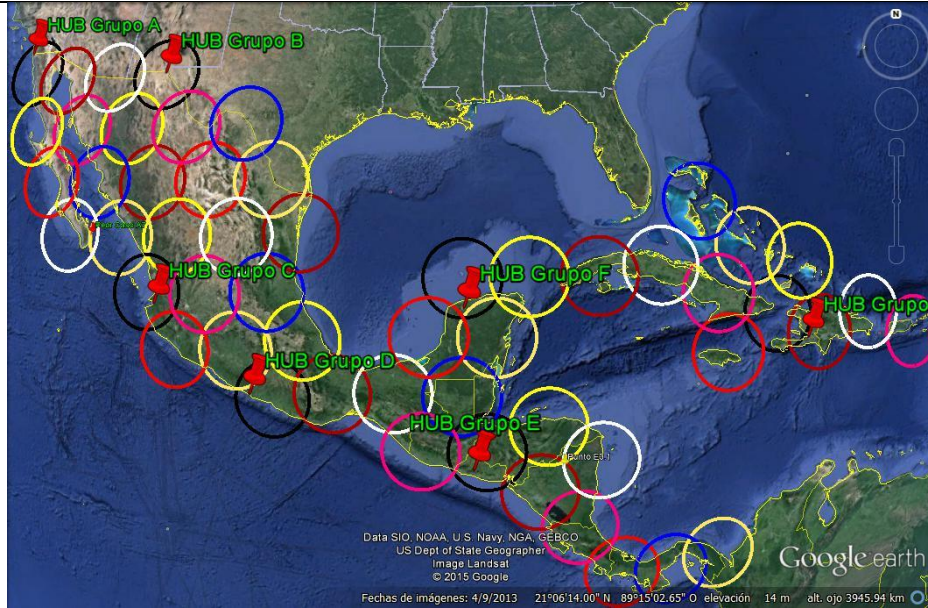 N
HUB Grupo A
HUB Grupo B
HUB Grupo C
HUB Grupo F
HUB Grupo
HUB Grupo D
HUB Grupo E
Data SIO, NOAA, U.S. Navy, NGA, GEBCO
US Dept of State Geographer
Image Landsat
© 2015 Google
Google earth
Fechas de imágenes: 4/9/2013 21°06'14.00" N 89°15'02.65" O elevación 14 m alt. ojo 3945.94 km